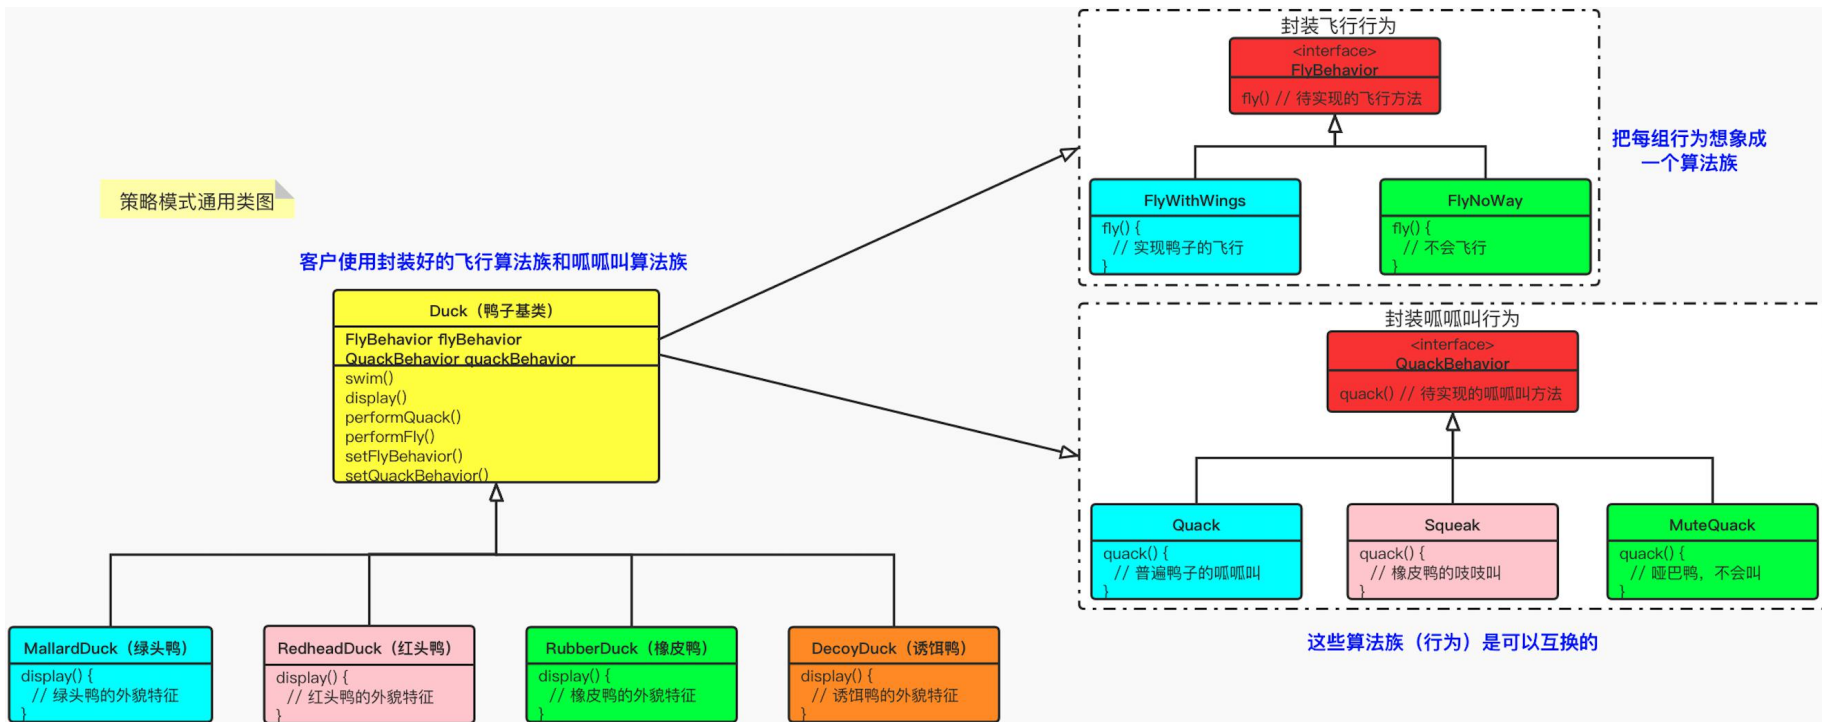 封装飞行行为
<interface>
FlyBehavior
fly() // 待实现的飞行方法
把每组行为想象成
一个算法族
FlyWithWings
fly() {
// 实现鸭子的飞行
}
FlyNoWay
fly() {
// 不会飞行
}
策略模式通用类图
客户使用封装好的飞行算法族和呱呱叫算法族
Duck（鸭子基类）
FlyBehavior flyBehavior
QuackBehavior quackBehavior
swim()
display()
performQuack()
performFly()
setFlyBehavior()
setQuackBehavior()
封装呱呱叫行为
<interface>
QuackBehavior
quack() // 待实现的呱呱叫方法
Quack
quack() {
// 普遍鸭子的呱呱叫
}
Squeak
quack() {
// 橡皮鸭的吱吱叫
}
MuteQuack
quack() {
// 哑巴鸭，不会叫
}
这些算法族（行为）是可以互换的
MallardDuck（绿头鸭）
display() {
// 绿头鸭的外貌特征
}
RedheadDuck（红头鸭）
display() {
// 红头鸭的外貌特征
}
RubberDuck（橡皮鸭）
display() {
// 橡皮鸭的外貌特征
}
DecoyDuck（诱饵鸭）
display() {
// 诱饵鸭的外貌特征
}